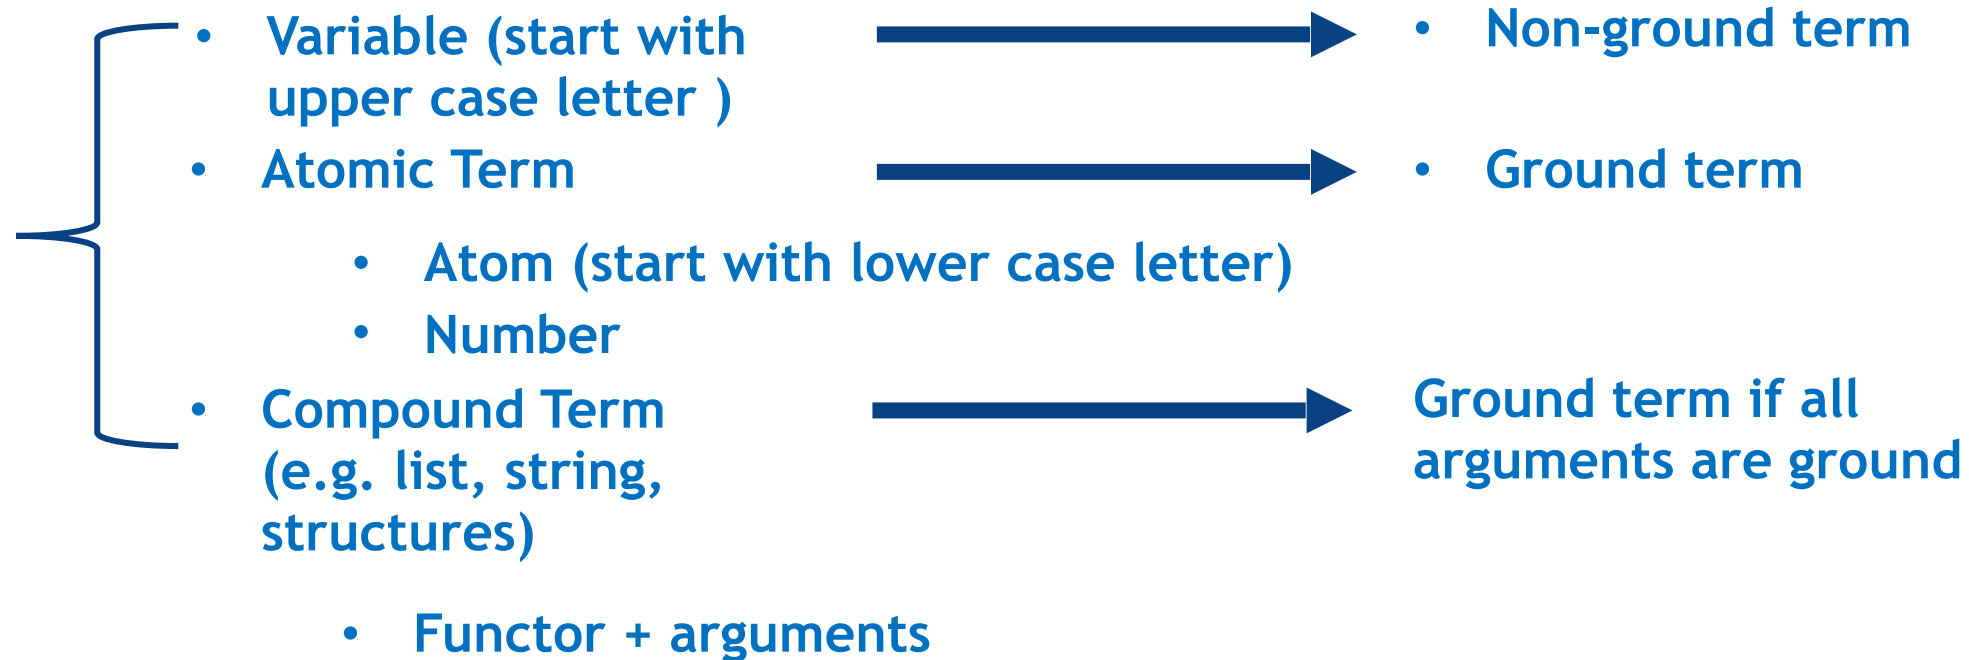 • Variable (start with
upper case letter )
• Non-ground term
• Atomic Term
• Ground term
• Atom (start with lower case letter)
• Number
• Compound Term
(e.g. list, string,
structures)
Ground term if all
arguments are ground
• Functor + arguments